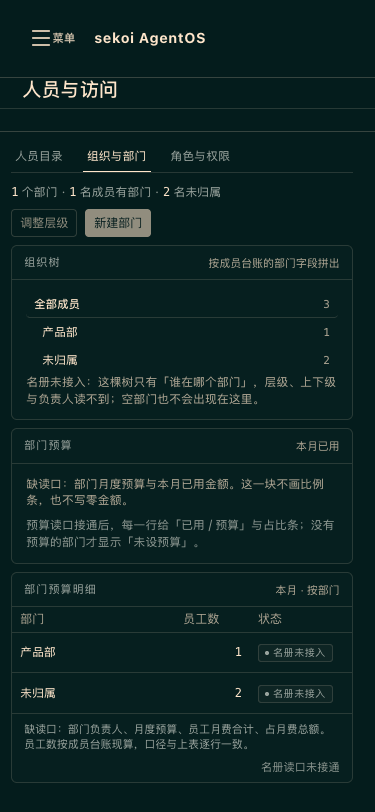 菜单 sekoi AgentOS
人员与访问
人员目录 组织与部门 角色与权限
1 个部门 · 1 名成员有部门 · 2 名未归属
调整层级 新建部门
组织树 按成员台账的部门字段拼出
全部成员 3
产品部 1
未归属 2
名册未接入：这棵树只有「谁在哪个部门」，层级、上下级
与负责人读不到；空部门也不会出现在这里。
部门预算 本月已用
缺读口：部门月度预算与本月已用金额。这一块不画比例
条，也不写零金额。
预算读口接通后，每一行给「已用 / 预算」与占比条；没有
预算的部门才显示「未设预算」。
部门预算明细 本月 · 按部门
部门 员工数 状态
产品部 1 名册未接入
未归属 2 名册未接入
缺读口：部门负责人、月度预算、员工月费合计、占月费总额。
员工数按成员台账现算，口径与上表逐行一致。
名册读口未接通